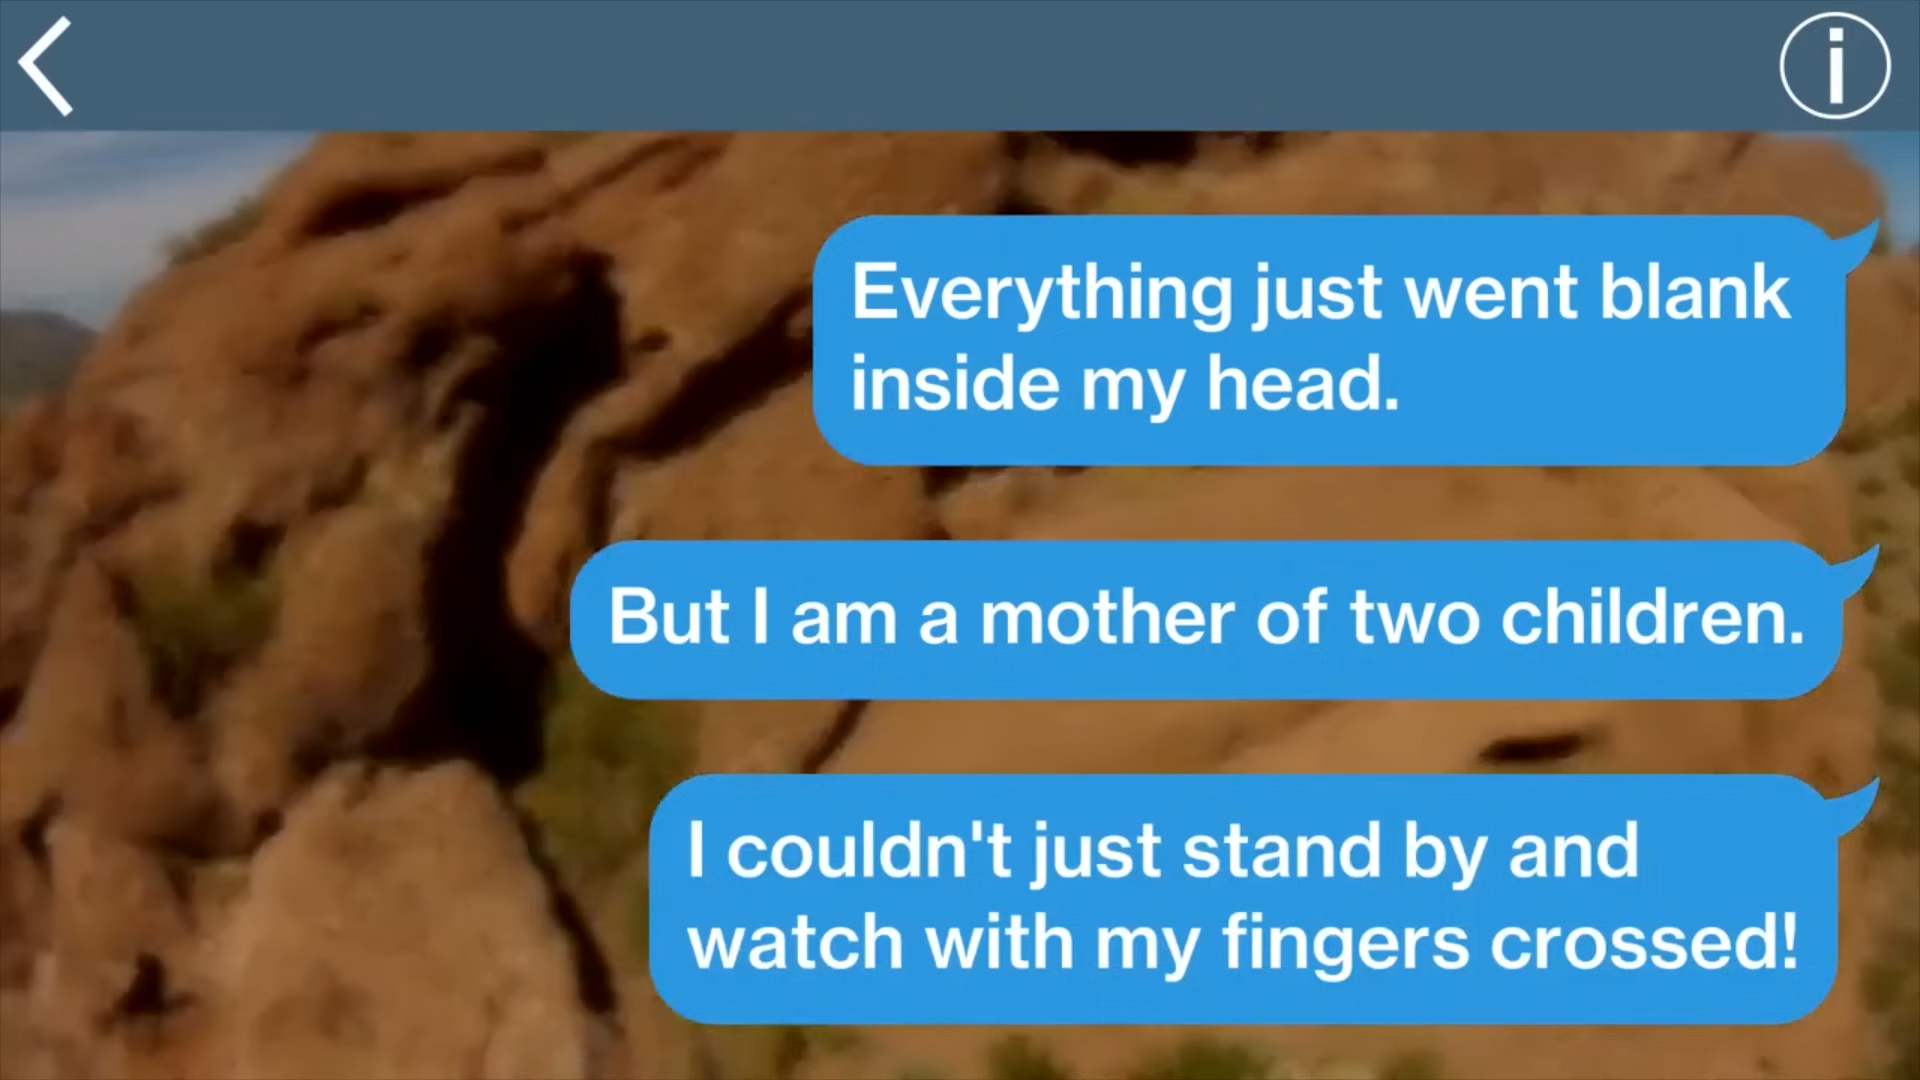 Everything just went blank
inside my head.
But I am a mother of two children.
I couldn't just stand by and
watch with my fingers crossed!